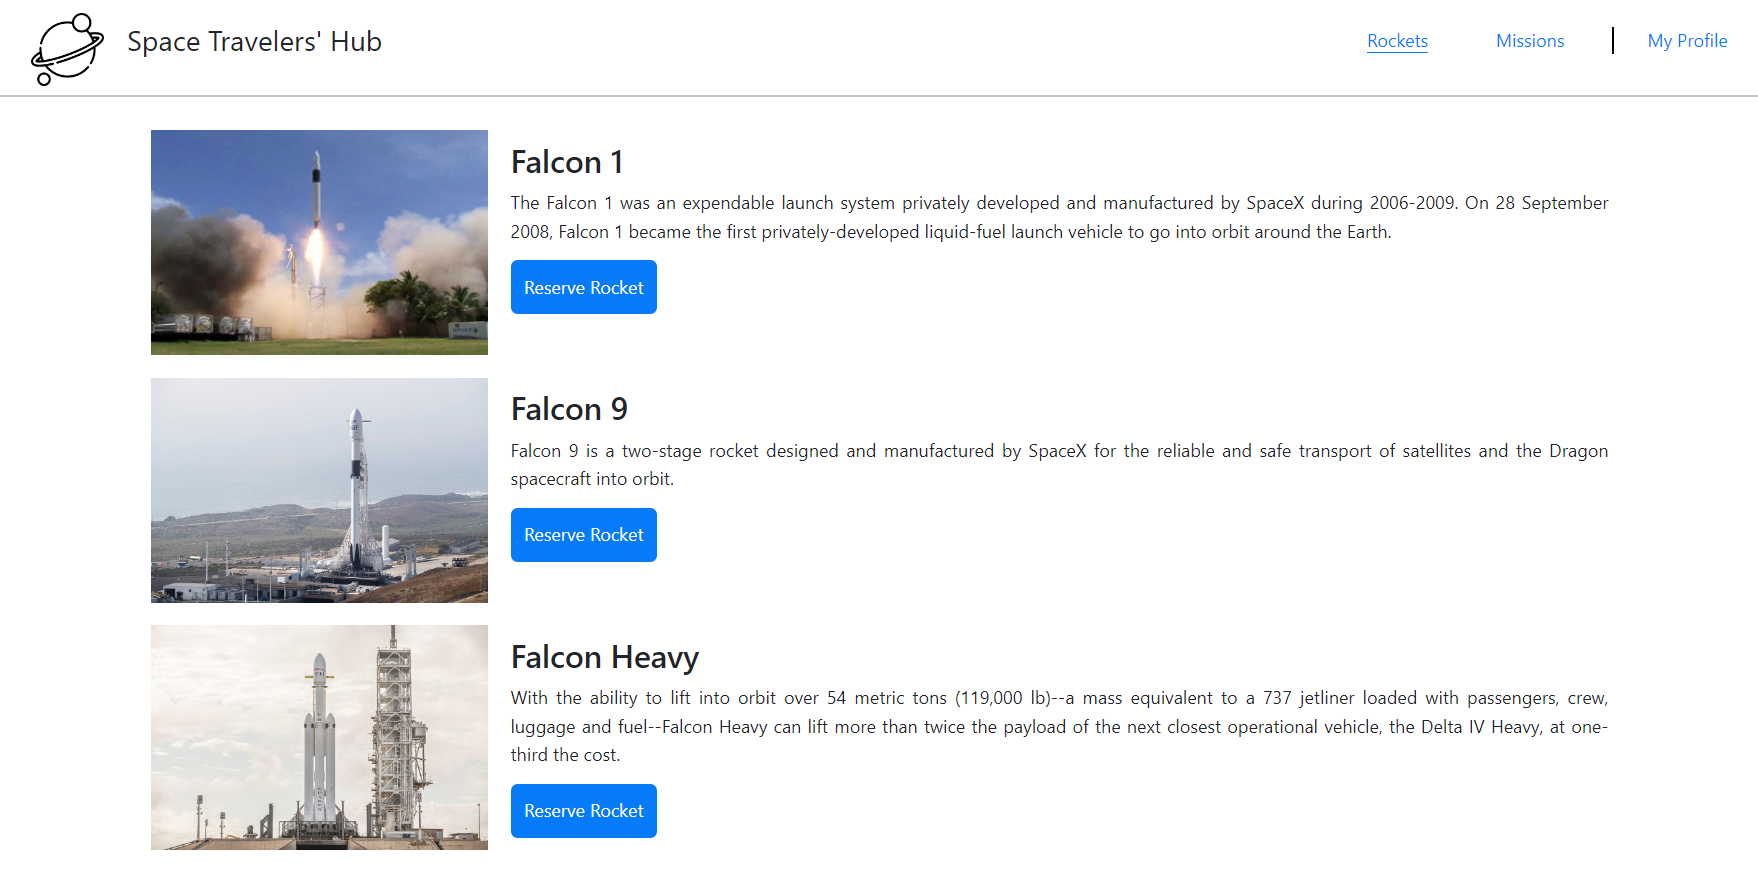 Space Travelers' Hub
Rockets
Missions
My Profile
Falcon 1
The Falcon 1 was an expendable launch system privately developed and manufactured by SpaceX during 2006-2009. On 28 September
2008, Falcon 1 became the first privately-developed liquid-fuel launch vehicle to go into orbit around the Earth.
Reserve Rocket
Falcon 9
Falcon 9 is a two-stage rocket designed and manufactured by SpaceX for the reliable and safe transport of satellites and the Dragon
spacecraft into orbit.
Reserve Rocket
Falcon Heavy
With the ability to lift into orbit over 54 metric tons (119,000 lb)--a mass equivalent to a 737 jetliner loaded with passengers, crew,
luggage and fuel--Falcon Heavy can lift more than twice the payload of the next closest operational vehicle, the Delta IV Heavy, at one-
third the cost.
Reserve Rocket